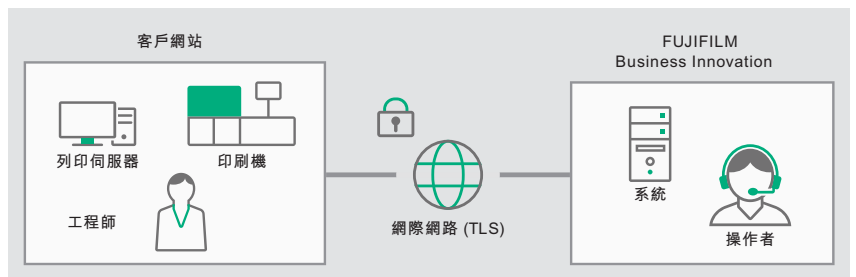 客戶網站
FUJIFILM
Business Innovation
列印伺服器
印刷機
工程師
網際網路 (TLS)
系統
操作者